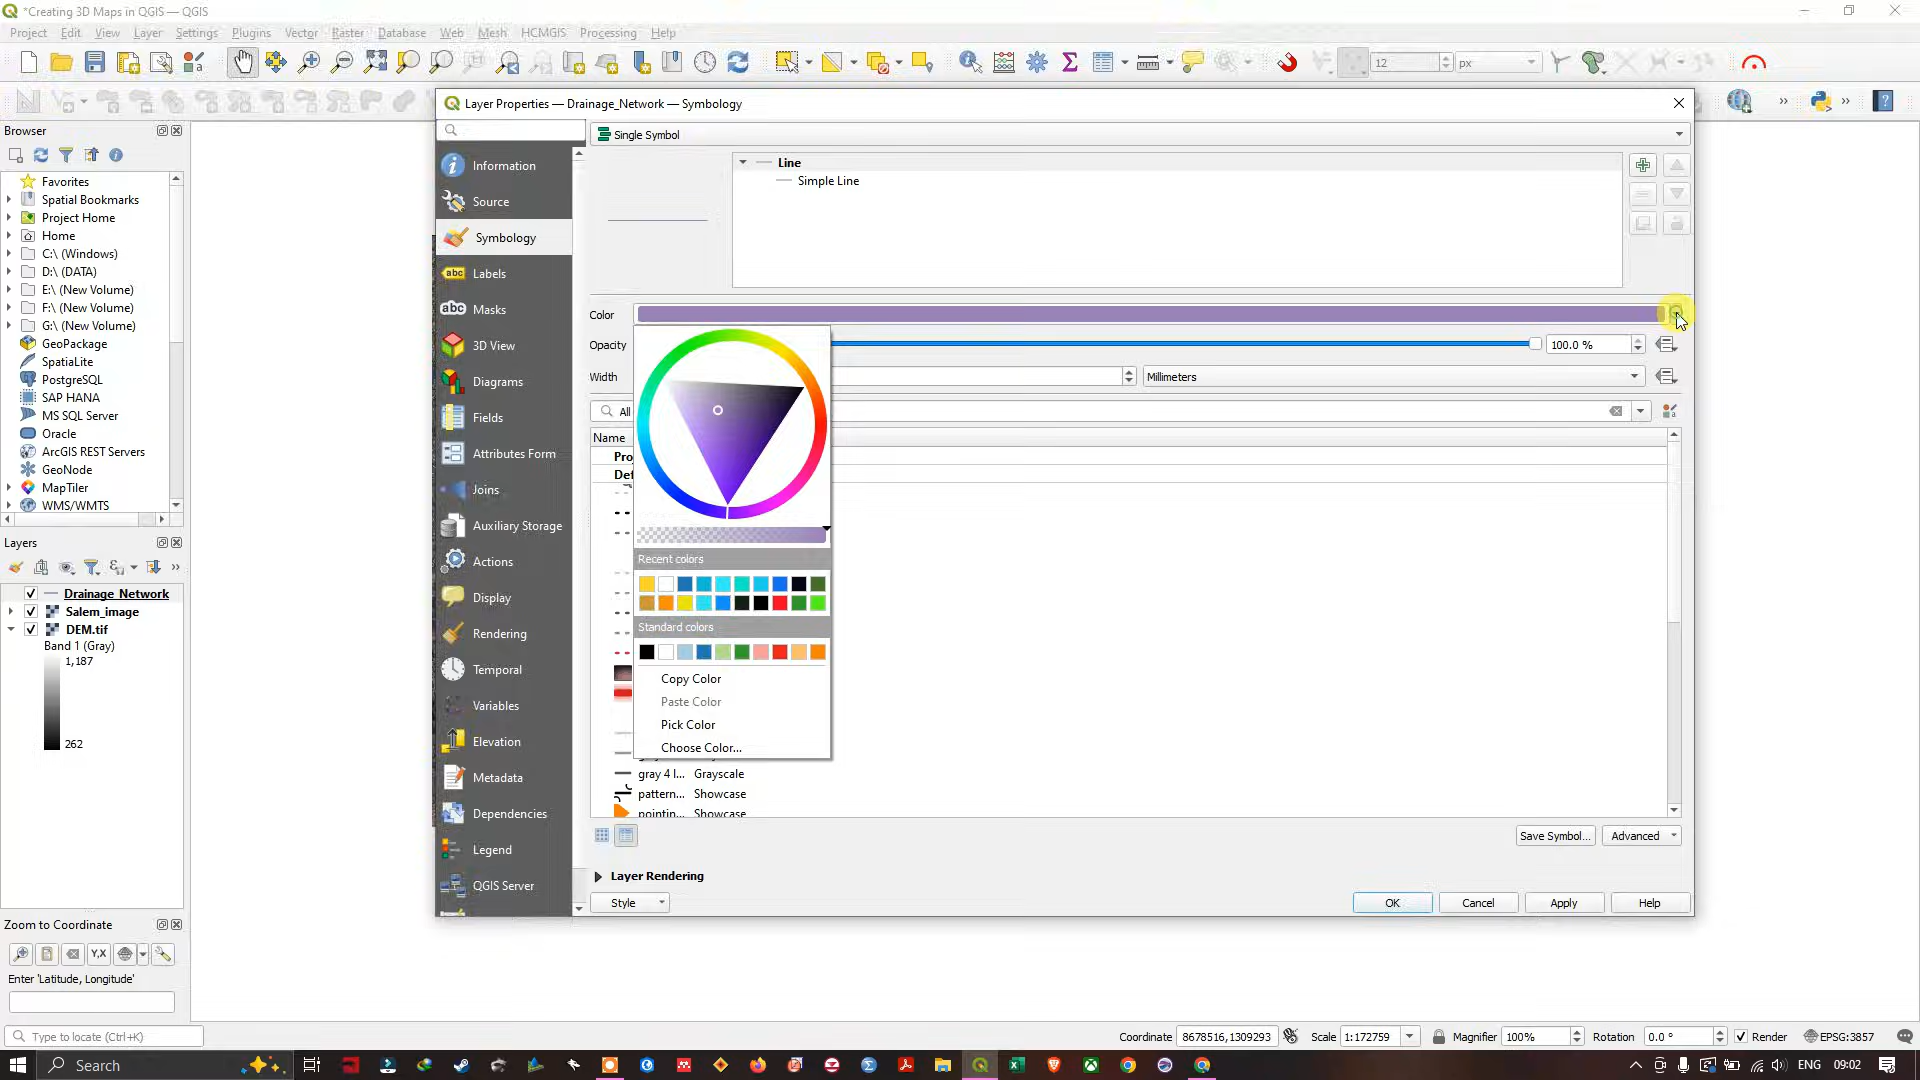 *Creating 3D Maps in QGIS — QGIS
Project Edit View Layer Settings Plugins Vector Raster Database Web Mesh HCMGIS Processing Help
12 px
Browser
Favorites
Spatial Bookmarks
Project Home
Home
C:\ (Windows)
D:\ (DATA)
E:\ (New Volume)
F:\ (New Volume)
G:\ (New Volume)
GeoPackage
SpatiaLite
PostgreSQL
SAP HANA
MS SQL Server
Oracle
ArcGIS REST Servers
GeoNode
MapTiler
WMS/WMTS
Layers
Drainage_Network
Salem_image
DEM.tif
Band 1 (Gray)
1,187
262
Zoom to Coordinate
Y,X
Enter 'Latitude, Longitude'
Layer Properties — Drainage_Network — Symbology
Information
Source
Symbology
abc Labels
abc Masks
3D View
Diagrams
Fields
Attributes Form
Joins
Auxiliary Storage
Actions
Display
Rendering
Temporal
Variables
Elevation
Metadata
Dependencies
Legend
QGIS Server
Single Symbol
Line
Simple Line
Color
Opacity 100.0 %
Width Millimeters
All
Name
Recent colors
Standard colors
Copy Color
Paste Color
Pick Color
Choose Color...
gray 4 l... Grayscale
pattern... Showcase
pointin... Showcase
Save Symbol... Advanced
Layer Rendering
Style OK Cancel Apply Help
Type to locate (Ctrl+K)
Coordinate 8678516,1309293 Scale 1:172759 Magnifier 100% Rotation 0.0 ° Render EPSG:3857
Search
ENG 09:02